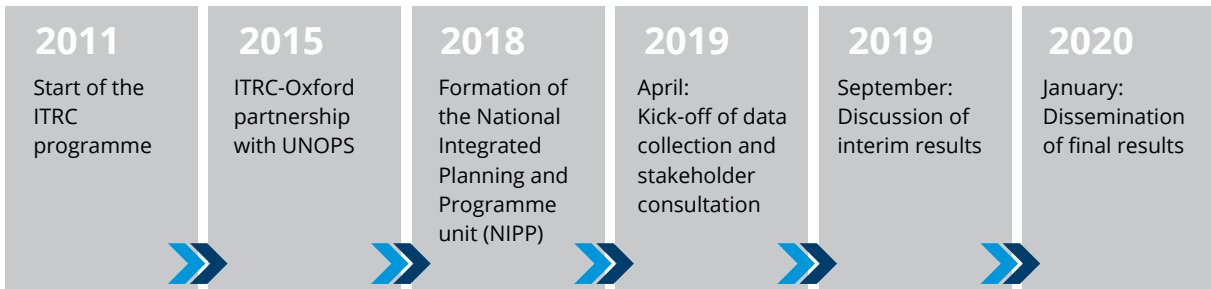 2011
Start of the
ITRC
programme
2015
ITRC-Oxford
partnership
with UNOPS
2018
Formation of
the National
Integrated
Planning and
Programme
unit (NIPP)
2019
April:
Kick-off of data
collection and
stakeholder
consultation
2019
September:
Discussion of
interim results
2020
January:
Dissemination
of final results